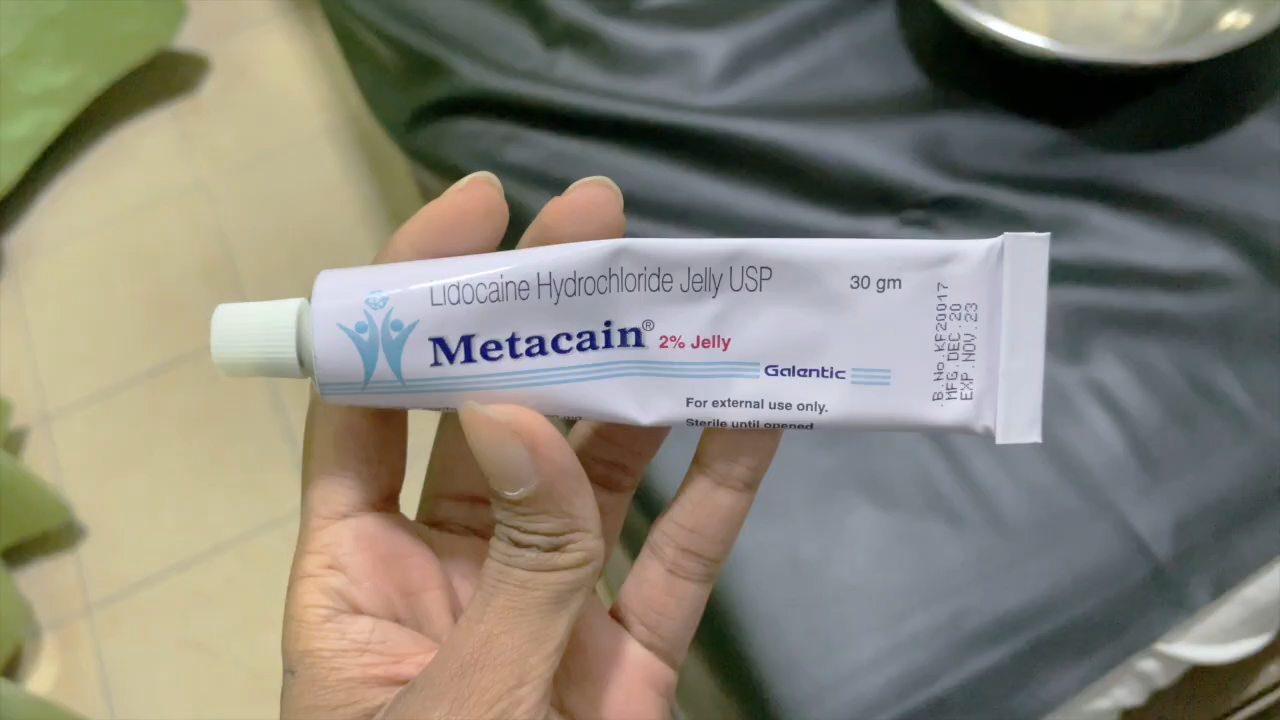 Lidocaine Hydrochloride Jelly USP
30 gm
Metacain® 2% Jelly
Galentic
For external use only.
Sterile until opened
B.No.KF20017
MFG.DEC.20
EXP.NOV.23